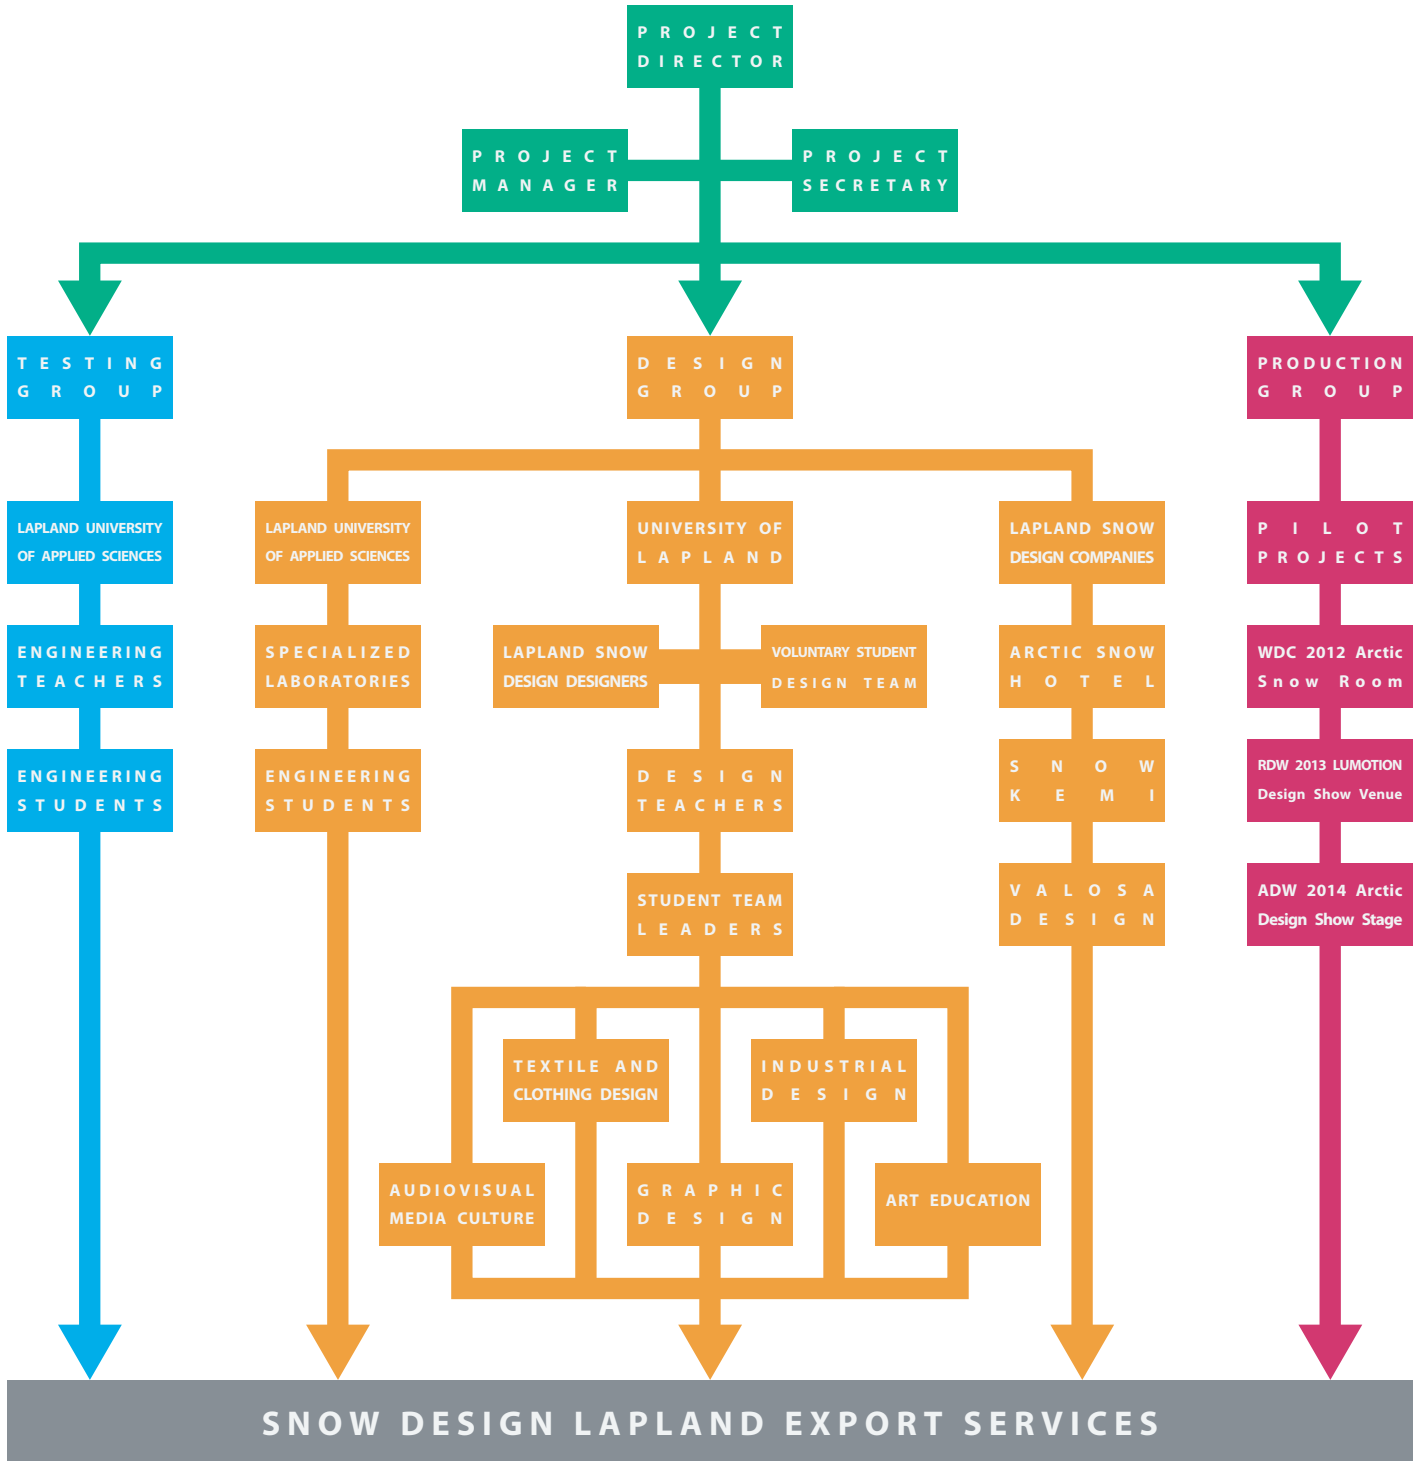 PROJECT
DIRECTOR
PROJECT
MANAGER
PROJECT
SECRETARY
TESTING
GROUP
DESIGN
GROUP
PRODUCTION
GROUP
LAPLAND UNIVERSITY
OF APPLIED SCIENCES
LAPLAND UNIVERSITY
OF APPLIED SCIENCES
UNIVERSITY OF
LAPLAND
LAPLAND SNOW
DESIGN COMPANIES
PILOT
PROJECTS
ENGINEERING
TEACHERS
SPECIALIZED
LABORATORIES
LAPLAND SNOW
DESIGN DESIGNERS
VOLUNTARY STUDENT
DESIGN TEAM
ARCTIC SNOW
HOTEL
WDC 2012 Arctic
Snow Room
ENGINEERING
STUDENTS
ENGINEERING
STUDENTS
DESIGN
TEACHERS
SNOW
KEMI
RDW 2013 LUMOTION
Design Show Venue
STUDENT TEAM
LEADERS
VALOSA
DESIGN
ADW 2014 Arctic
Design Show Stage
TEXTILE AND
CLOTHING DESIGN
INDUSTRIAL
DESIGN
AUDIOVISUAL
MEDIA CULTURE
GRAPHIC
DESIGN
ART EDUCATION
SNOW DESIGN LAPLAND EXPORT SERVICES